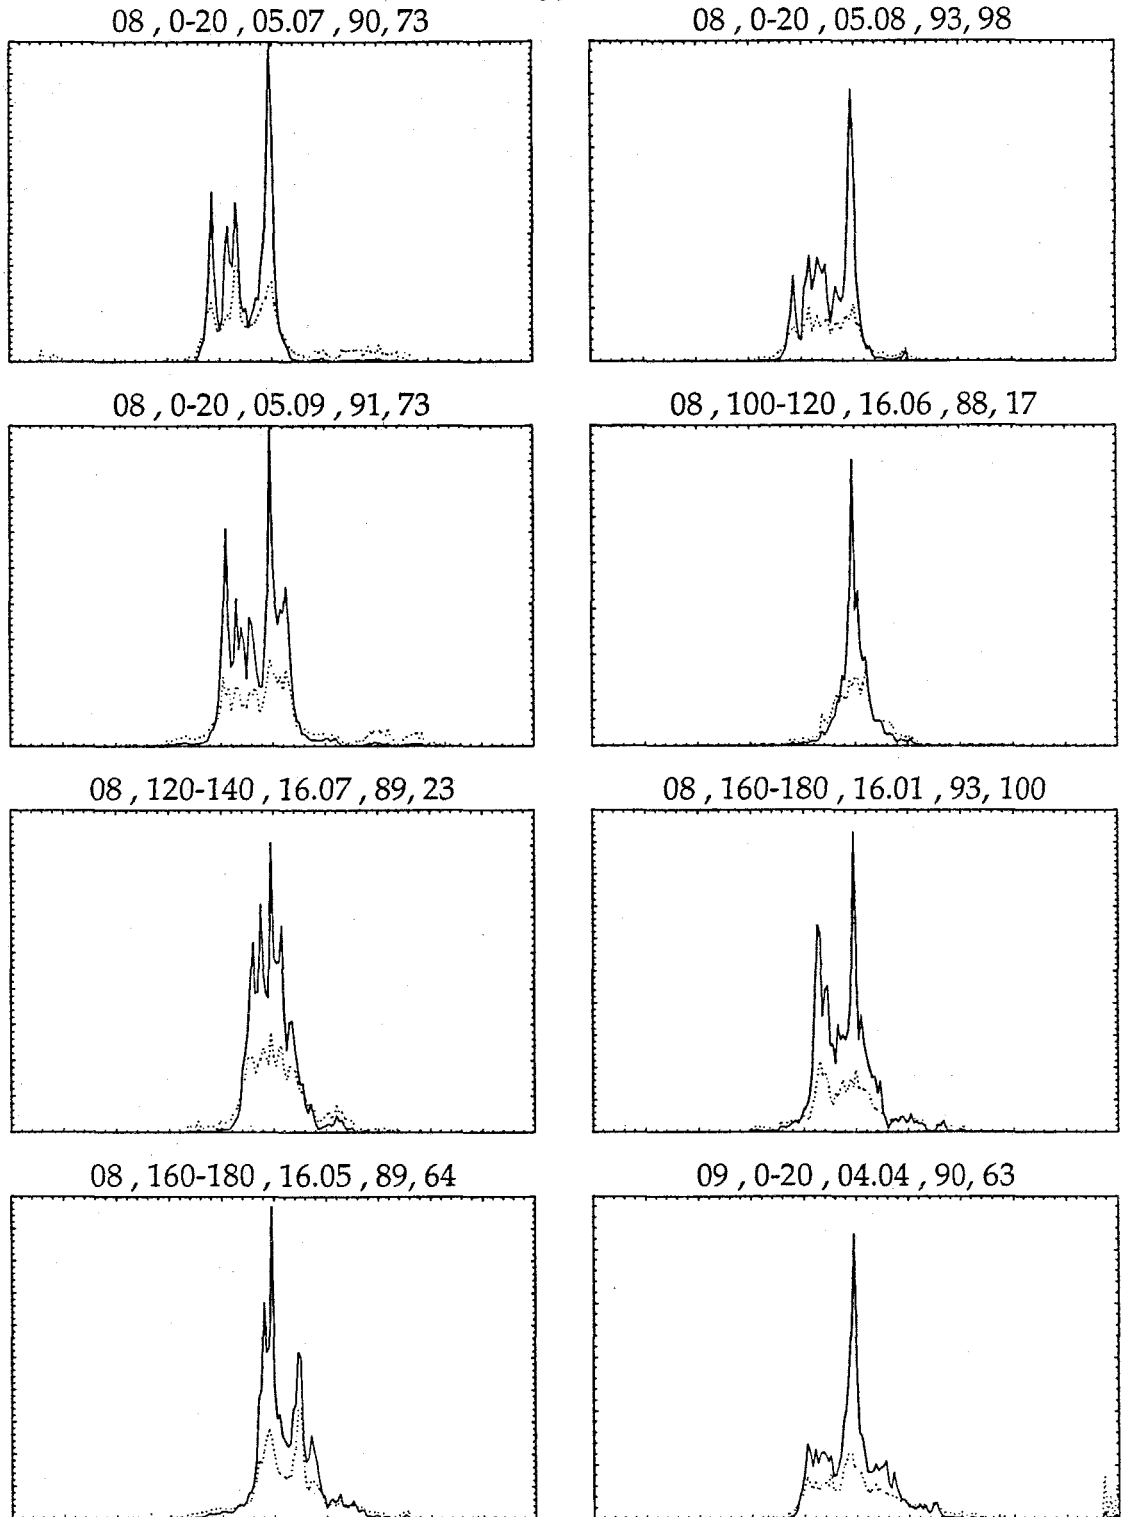 08 , 0-20 , 05.07 , 90, 73
08 , 0-20 , 05.08 , 93, 98
08 , 0-20 , 05.09 , 91, 73
08 , 100-120 , 16.06 , 88, 17
08 , 120-140 , 16.07 , 89, 23
08 , 160-180 , 16.01 , 93, 100
08 , 160-180 , 16.05 , 89, 64
09 , 0-20 , 04.04 , 90, 63